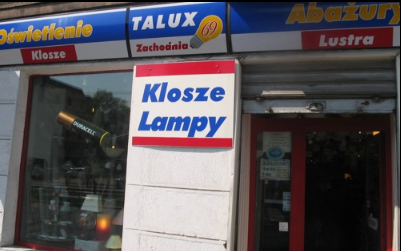 Oświetlenie
Klosze
TALUX
Zachodnia
69
Abażury
Lustra
Klosze
Lampy
DURACELL